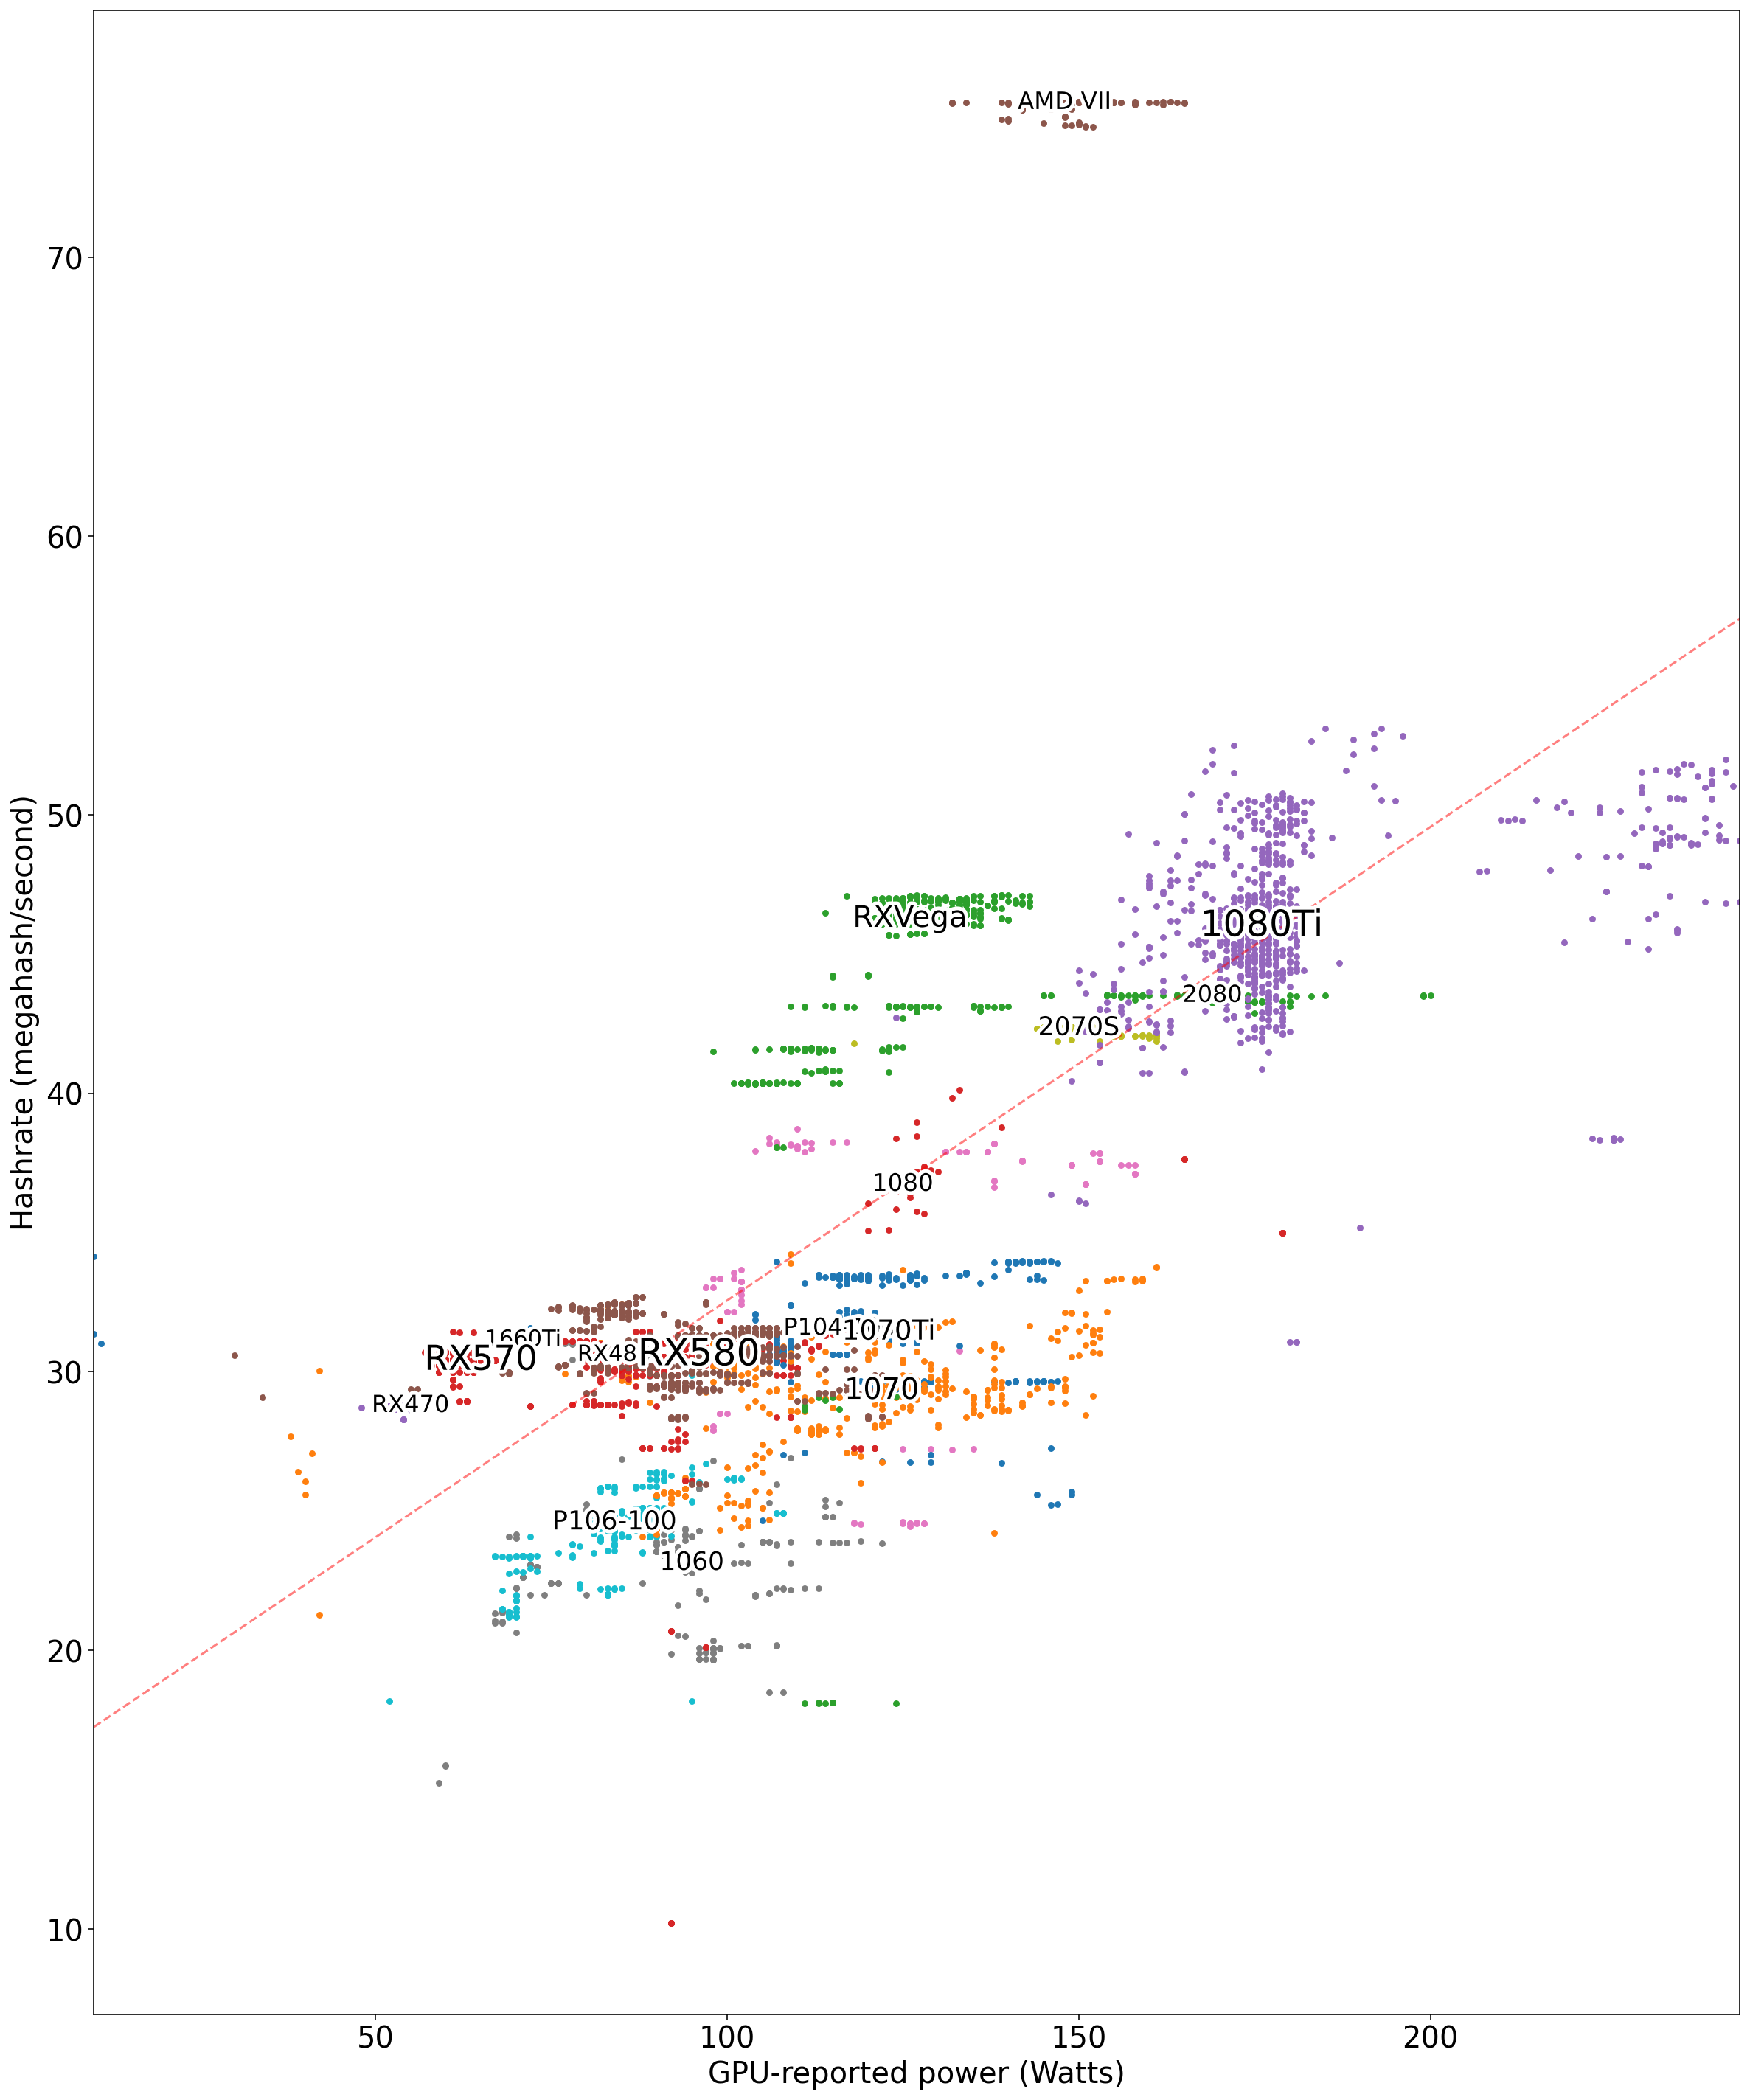 AMD VII
70
60
50
RXVega
1080Ti
2080
2070S
40
1080
Hashrate (megahash/second)
1660Ti
1070Ti
RX570
RX48
RX580
30
1070
RX470
P106-100
1060
20
10
50
100
150
200
GPU-reported power (Watts)